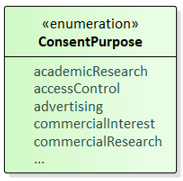 «enumeration»
ConsentPurpose
academicResearch
accessControl
advertising
commercialInterest
commercialResearch
...